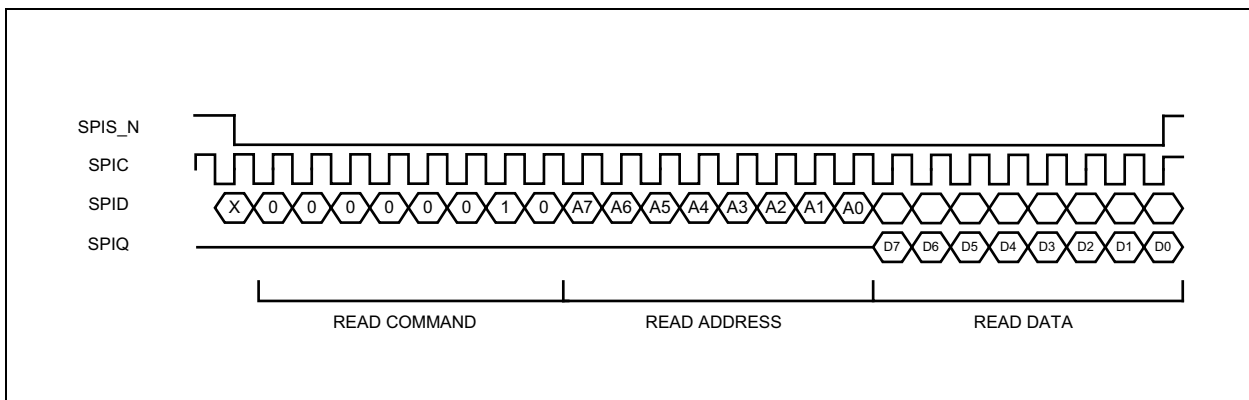 SPIS_N
SPIC
SPID X 0 0 0 0 0 0 1 0 A7 A6 A5 A4 A3 A2 A1 A0
SPIQ D7 D6 D5 D4 D3 D2 D1 D0
READ COMMAND READ ADDRESS READ DATA